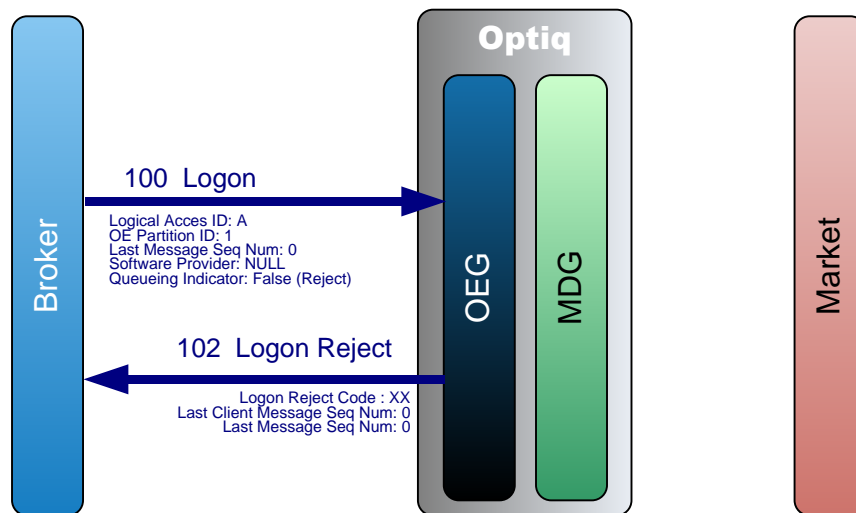 Optiq
100 Logon
Logical Acces ID: A
OE Partition ID: 1
Last Message Seq Num: 0
Software Provider: NULL
Queueing Indicator: False (Reject)
Broker
OEG
MDG
Market
102 Logon Reject
Logon Reject Code : XX
Last Client Message Seq Num: 0
Last Message Seq Num: 0